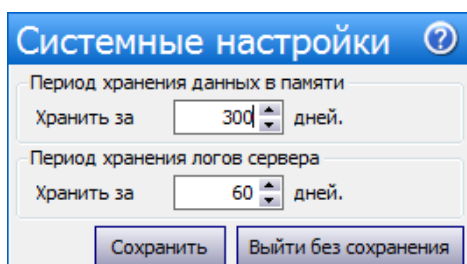 Системные настройки ?
Период хранения данных в памяти
Хранить за 300 дней.
Период хранения логов сервера
Хранить за 60 дней.
Сохранить Выйти без сохранения